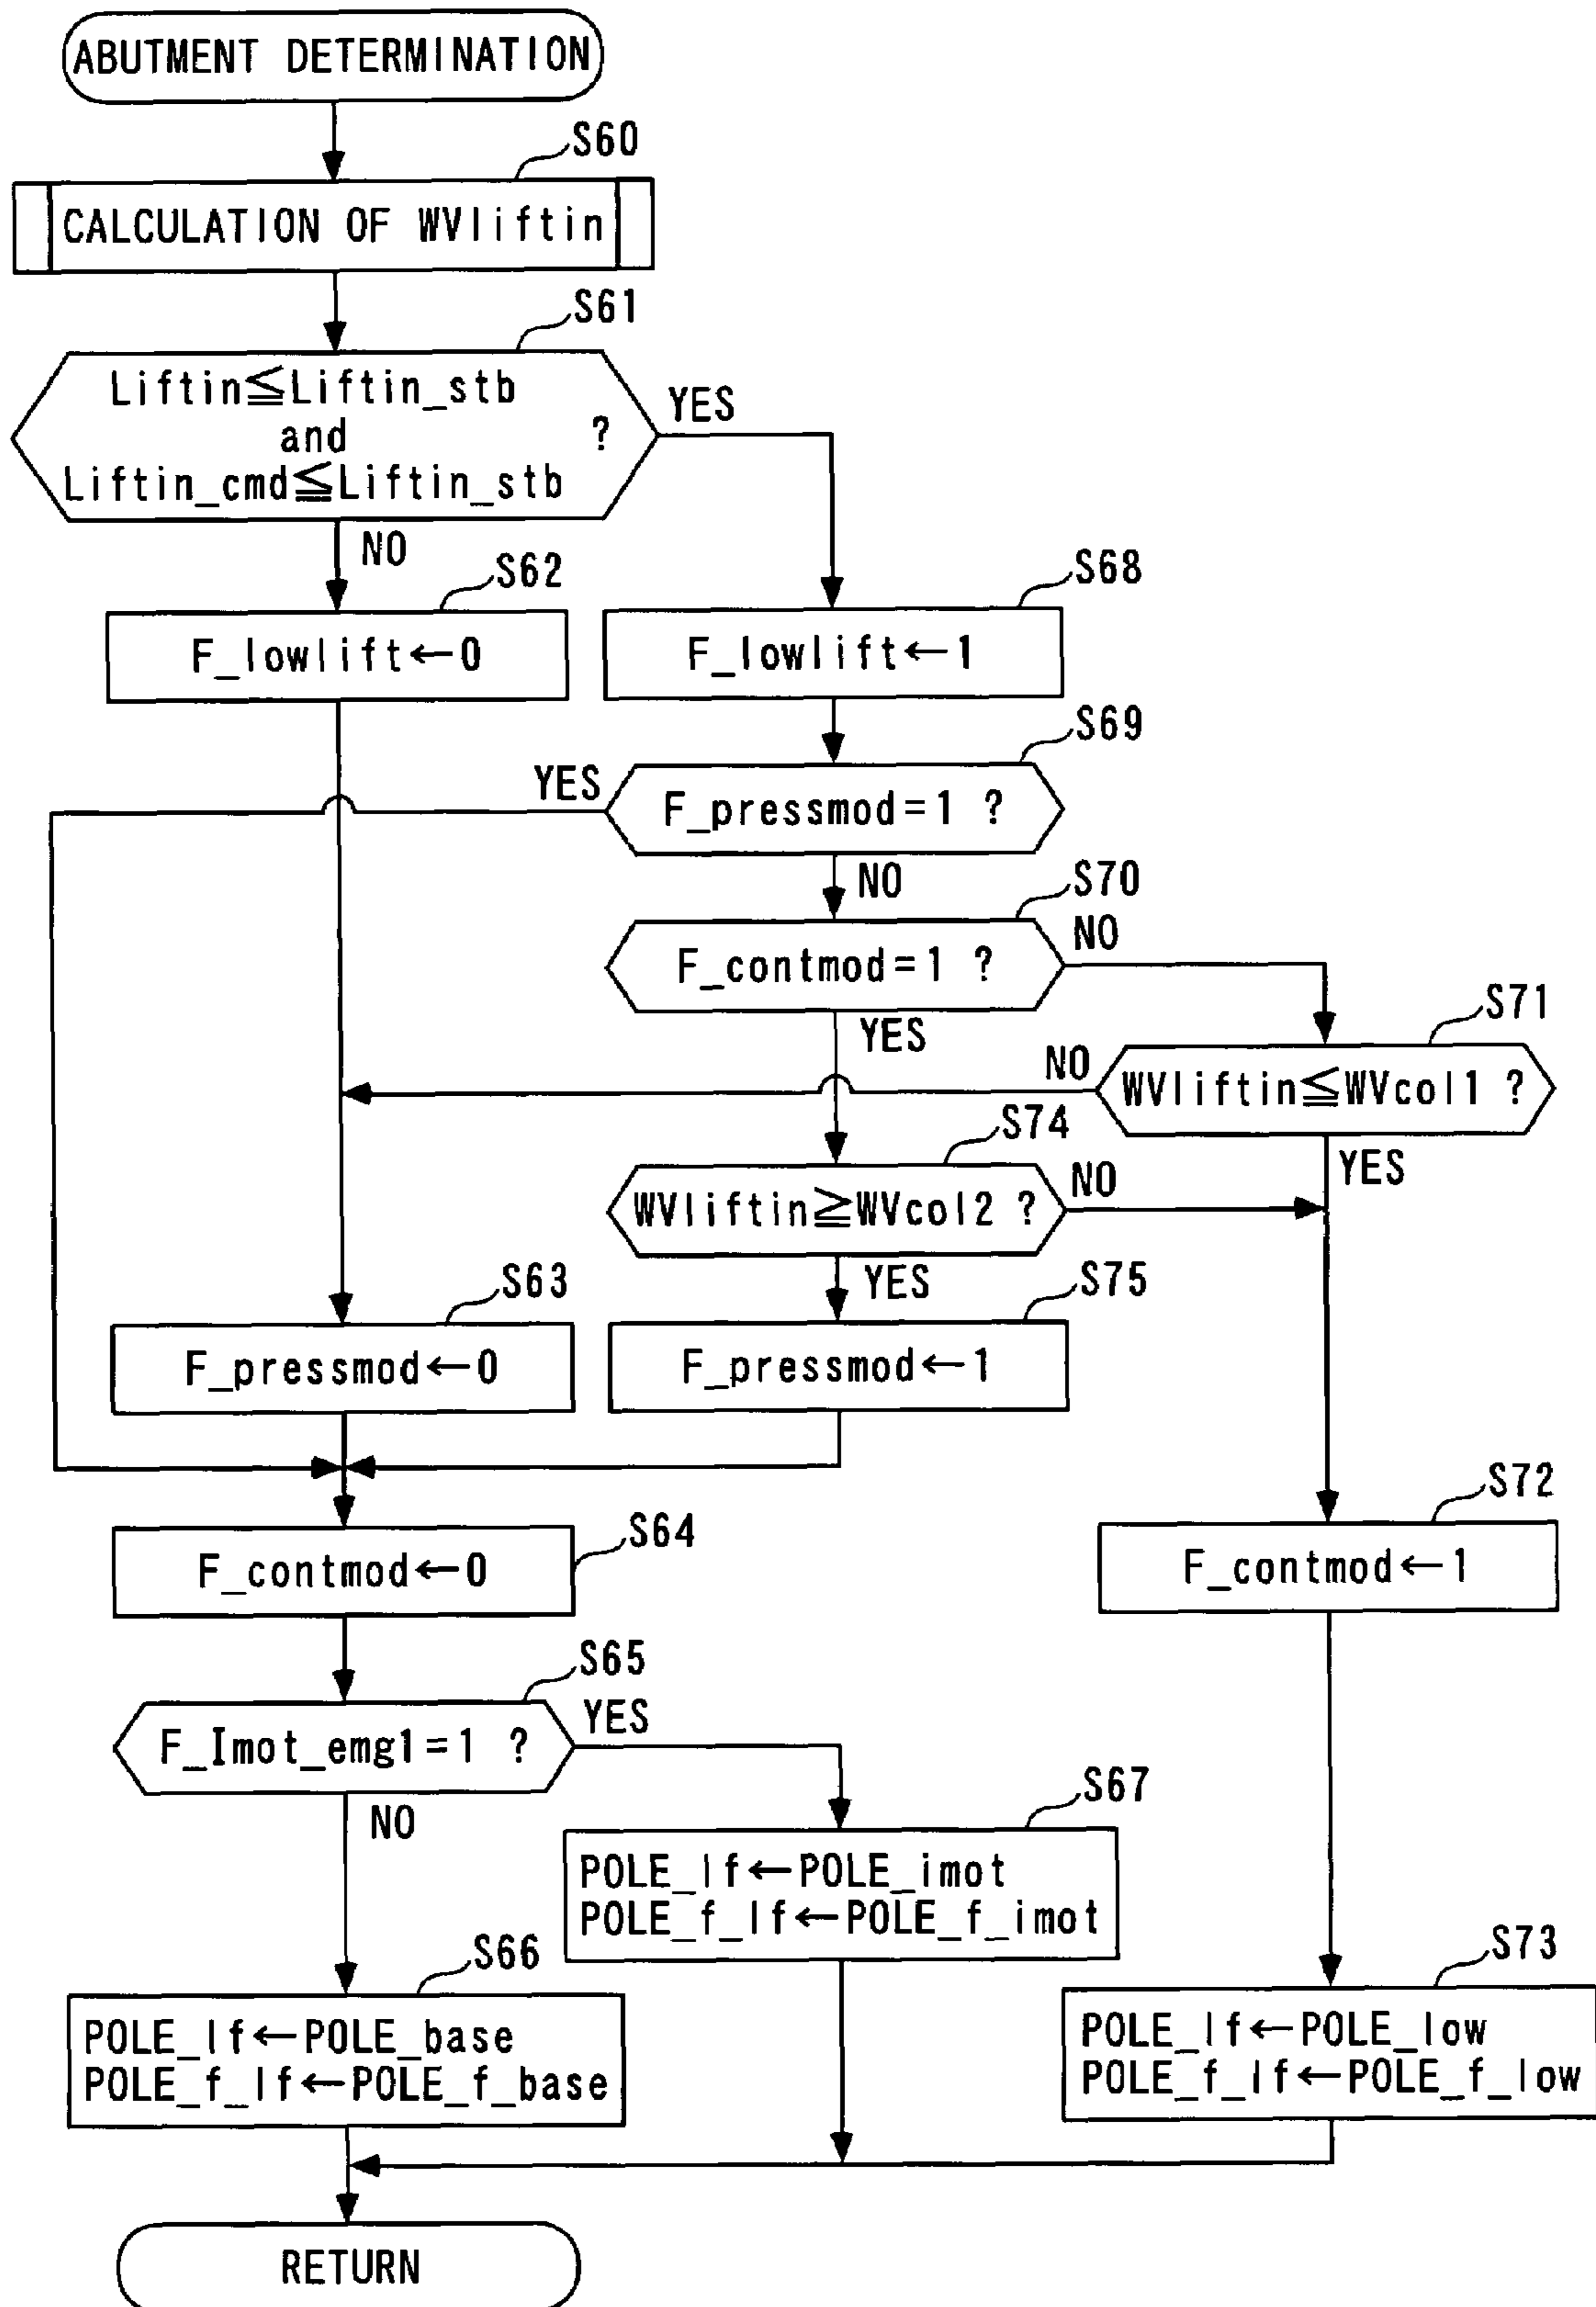 ABUTMENT DETERMINATION
S60
CALCULATION OF WVliftin
S61
Liftin≦Liftin_stb
and
?
Liftin_cmd≦Liftin_stb
YES
NO
S62
F_lowlift←0
S68
F_lowlift←1
S69
YES
F_pressmod=1 ?
NO
S70
F_contmod=1 ?
NO
YES
S71
NO
WVliftin≦WVcol1 ?
YES
S74
WVliftin≧WVcol2 ?
NO
YES
S63
F_pressmod←0
S75
F_pressmod←1
S64
F_contmod←0
S72
F_contmod←1
S65
F_Imot_emg1=1 ?
YES
NO
S67
POLE_lf←POLE_imot
POLE_f_lf←POLE_f_imot
S66
POLE_lf←POLE_base
POLE_f_lf←POLE_f_base
S73
POLE_lf←POLE_low
POLE_f_lf←POLE_f_low
RETURN